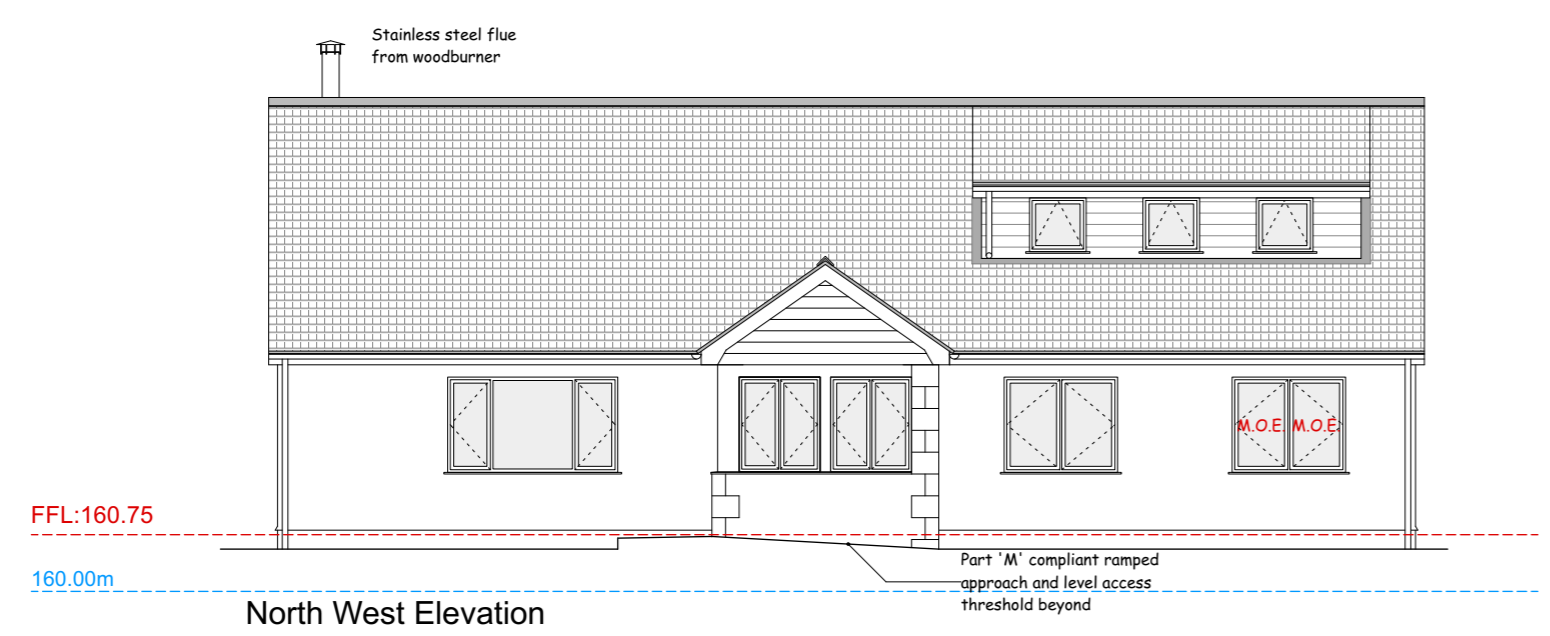 Stainless steel flue
from woodburner
M.O.E. M.O.E.
FFL:160.75
Part 'M' compliant ramped
approach and level access
threshold beyond
160.00m
North West Elevation